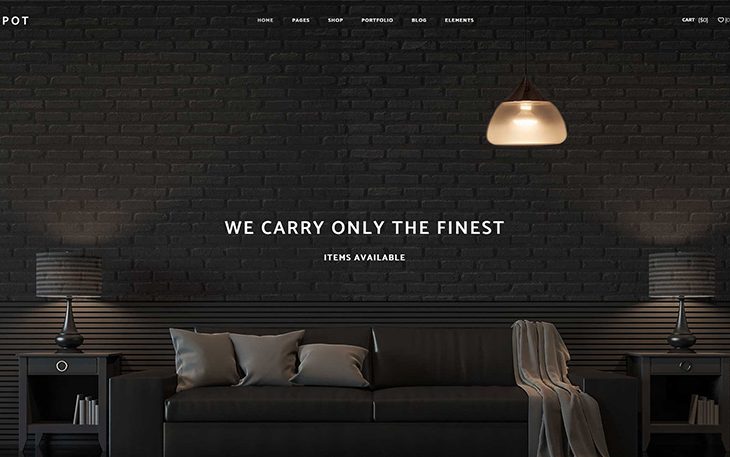 POT
HOME PAGES SHOP PORTFOLIO BLOG ELEMENTS
CART ($0)
WE CARRY ONLY THE FINEST
ITEMS AVAILABLE